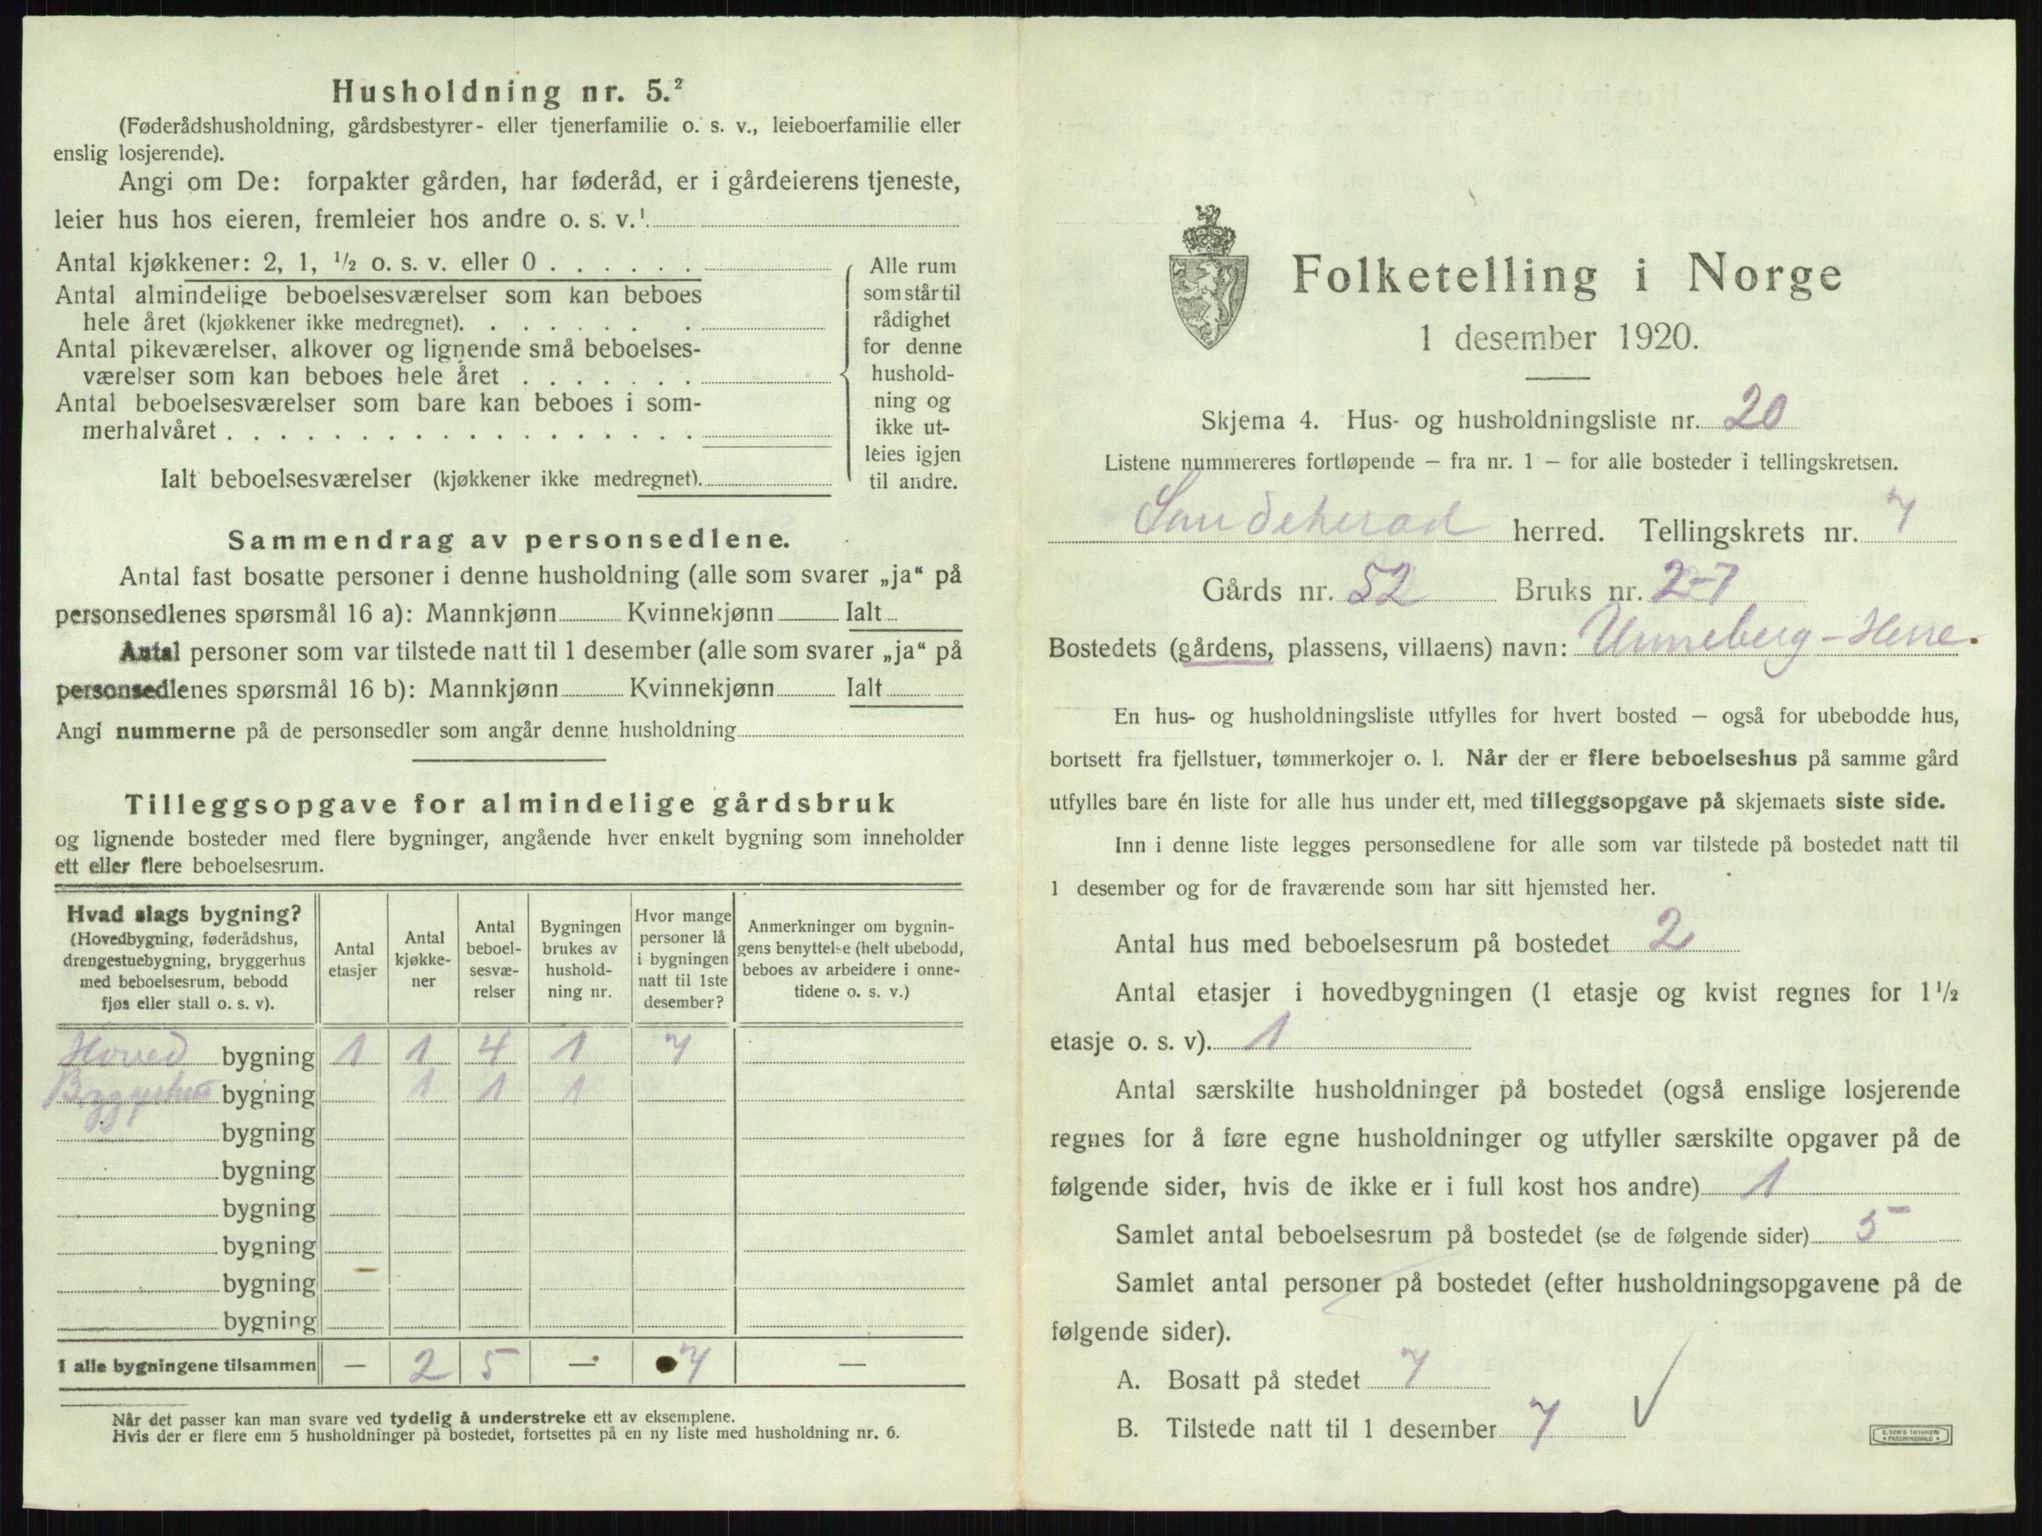 Husholdning nr. 5.²
(Føderådshusholdning, gårdsbestyrer- eller tjenerfamilie o. s. v., leieboerfamilie eller
enslig losjerende).
Angi om De: forpakter gården, har føderåd, er i gårdeierens tjeneste,
leier hus hos eieren, fremleier hos andre o. s. v.¹
Antal kjøkkener: 2, 1, ½ o. s. v. eller 0
Antal almindelige beboelsesværelser som kan beboes
hele året (kjøkkener ikke medregnet).
Antal pikeværelser, alkover og lignende små beboelses-
værelser som kan beboes hele året
Antal beboelsesværelser som bare kan beboes i som-
merhalvåret
Ialt beboelsesværelser (kjøkkener ikke medregnet).
Alle rum
som står til
rådighet
for denne
hushold-
ning og
ikke ut-
leies igjen
til andre.
Sammendrag av personsedlene.
Antal fast bosatte personer i denne husholdning (alle som svarer „ja“ på
personsedlenes spørsmål 16 a): Mannkjønn Kvinnekjønn Ialt
Antal personer som var tilstede natt til 1 desember (alle som svarer „ja“ på
personsedlenes spørsmål 16 b): Mannkjønn Kvinnekjønn Ialt
Angi nummerne på de personsedler som angår denne husholdning
Tilleggsopgave for almindelige gårdsbruk
og lignende bosteder med flere bygninger, angående hver enkelt bygning som inneholder
ett eller flere beboelsesrum.
Hvad slags bygning?
(Hovedbygning, føderådshus,
drengestuebygning, bryggerhus
med beboelsesrum, bebodd
fjøs eller stall o. s. v).
Antal
etasjer
Antal
kjøkke-
ner
Antal
beboel-
sesvæ-
relser
Bygningen
brukes av
hushold-
ning nr.
Hvor mange
personer lå
i bygningen
natt til 1ste
desember?
Anmerkninger om bygnin-
gens benyttelse (helt ubebodd,
beboes av arbeidere i onne-
tidene o. s. v.)
Hoved bygning 1 1 4 1 7
bygning 1 1 1
bygning
bygning
bygning
bygning
bygning
bygning
I alle bygningene tilsammen — 2 5 — 7 —
Når det passer kan man svare ved tydelig å understreke ett av eksemplene.
Hvis der er flere enn 5 husholdninger på bostedet, fortsettes på en ny liste med husholdning nr. 6.
Folketelling i Norge
1 desember 1920.
Skjema 4. Hus- og husholdningsliste nr. 20
Listene nummereres fortløpende — fra nr. 1 — for alle bosteder i tellingskretsen.
Sandeherad herred. Tellingskrets nr. 7
Gårds nr. 52 Bruks nr. 2-7
Bostedets (gårdens, plassens, villaens) navn: Unneberg-
En hus- og husholdningsliste utfylles for hvert bosted — også for ubebodde hus,
bortsett fra fjellstuer, tømmerkojer o. l. Når der er flere beboelseshus på samme gård
utfylles bare én liste for alle hus under ett, med tilleggsopgave på skjemaets siste side.
Inn i denne liste legges personsedlene for alle som var tilstede på bostedet natt til
1 desember og for de fraværende som har sitt hjemsted her.
Antal hus med beboelsesrum på bostedet 2
Antal etasjer i hovedbygningen (1 etasje og kvist regnes for 1½
etasje o. s. v). 1
Antal særskilte husholdninger på bostedet (også enslige losjerende
regnes for å føre egne husholdninger og utfyller særskilte opgaver på de
følgende sider, hvis de ikke er i full kost hos andre) 1
Samlet antal beboelsesrum på bostedet (se de følgende sider) 5
Samlet antal personer på bostedet (efter husholdningsopgavene på de
følgende sider).
A. Bosatt på stedet 7
B. Tilstede natt til 1 desember 7 ✓